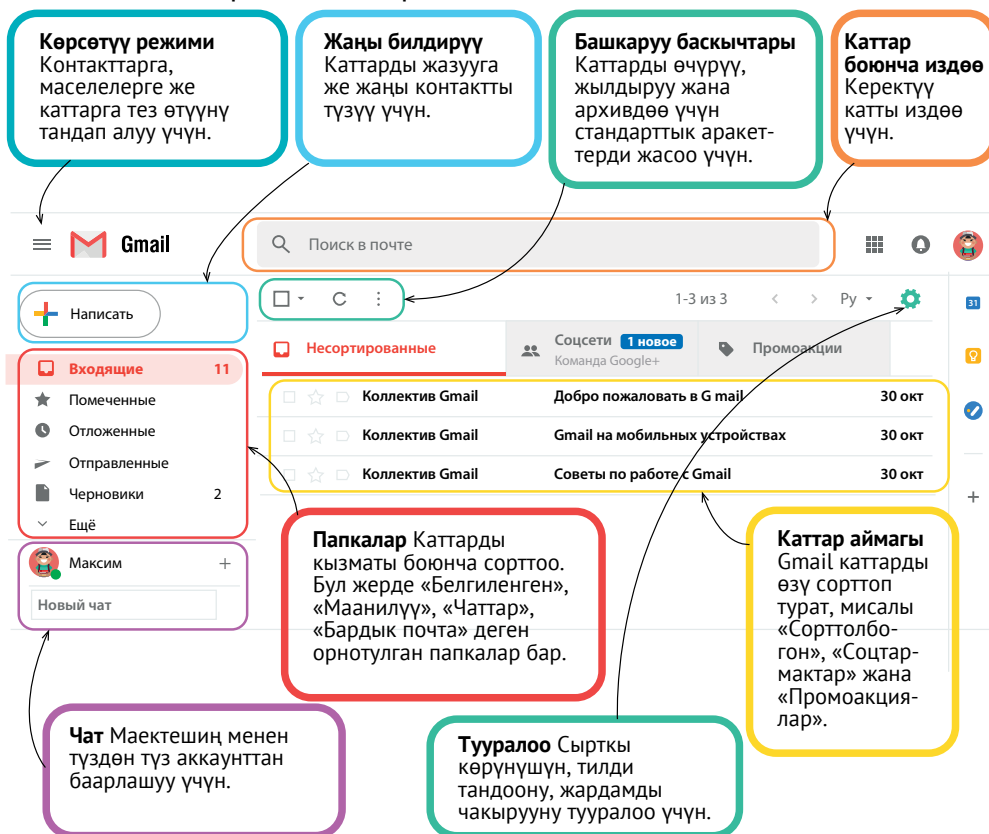 Көрсөтүү режими
Контакттарга,
маселелерге же
каттарга тез өтүүнү
тандап алуу үчүн.
Жаңы билдирүү
Каттарды жазууга
же жаңы контактты
түзүү үчүн.
Башкаруу баскычтары
Каттарды өчүрүү,
жылдыруу жана
архивдөө үчүн
стандарттык аракет-
терди жасоо үчүн.
Каттар
боюнча издөө
Керектүү
катты издөө
үчүн.
Gmail
Поиск в почте
Написать
1-3 из 3
Ру
31
Несортированные
Соцсети 1 новое
Команда Google+
Промоакции
Входящие 11
Помеченные
Отложенные
Отправленные
Черновики 2
Ещё
Коллектив Gmail Добро пожаловать в G mail 30 окт
Коллектив Gmail Gmail на мобильных устройствах 30 окт
Коллектив Gmail Советы по работе с Gmail 30 окт
Максим
Новый чат
Папкалар Каттарды
кызматы боюнча сорттоо.
Бул жерде «Белгиленген»,
«Маанилүү», «Чаттар»,
«Бардык почта» деген
орнотулган папкалар бар.
Каттар аймагы
Gmail каттарды
өзү сорттоп
турат, мисалы
«Сорттолбо-
гон», «Соцтар-
мактар» жана
«Промоакция-
лар».
Чат Маектешиң менен
түздөн түз аккаунттан
баарлашуу үчүн.
Тууралоо Сырткы
көрүнүшүн, тилди
тандоону, жардамды
чакырууну тууралоо үчүн.